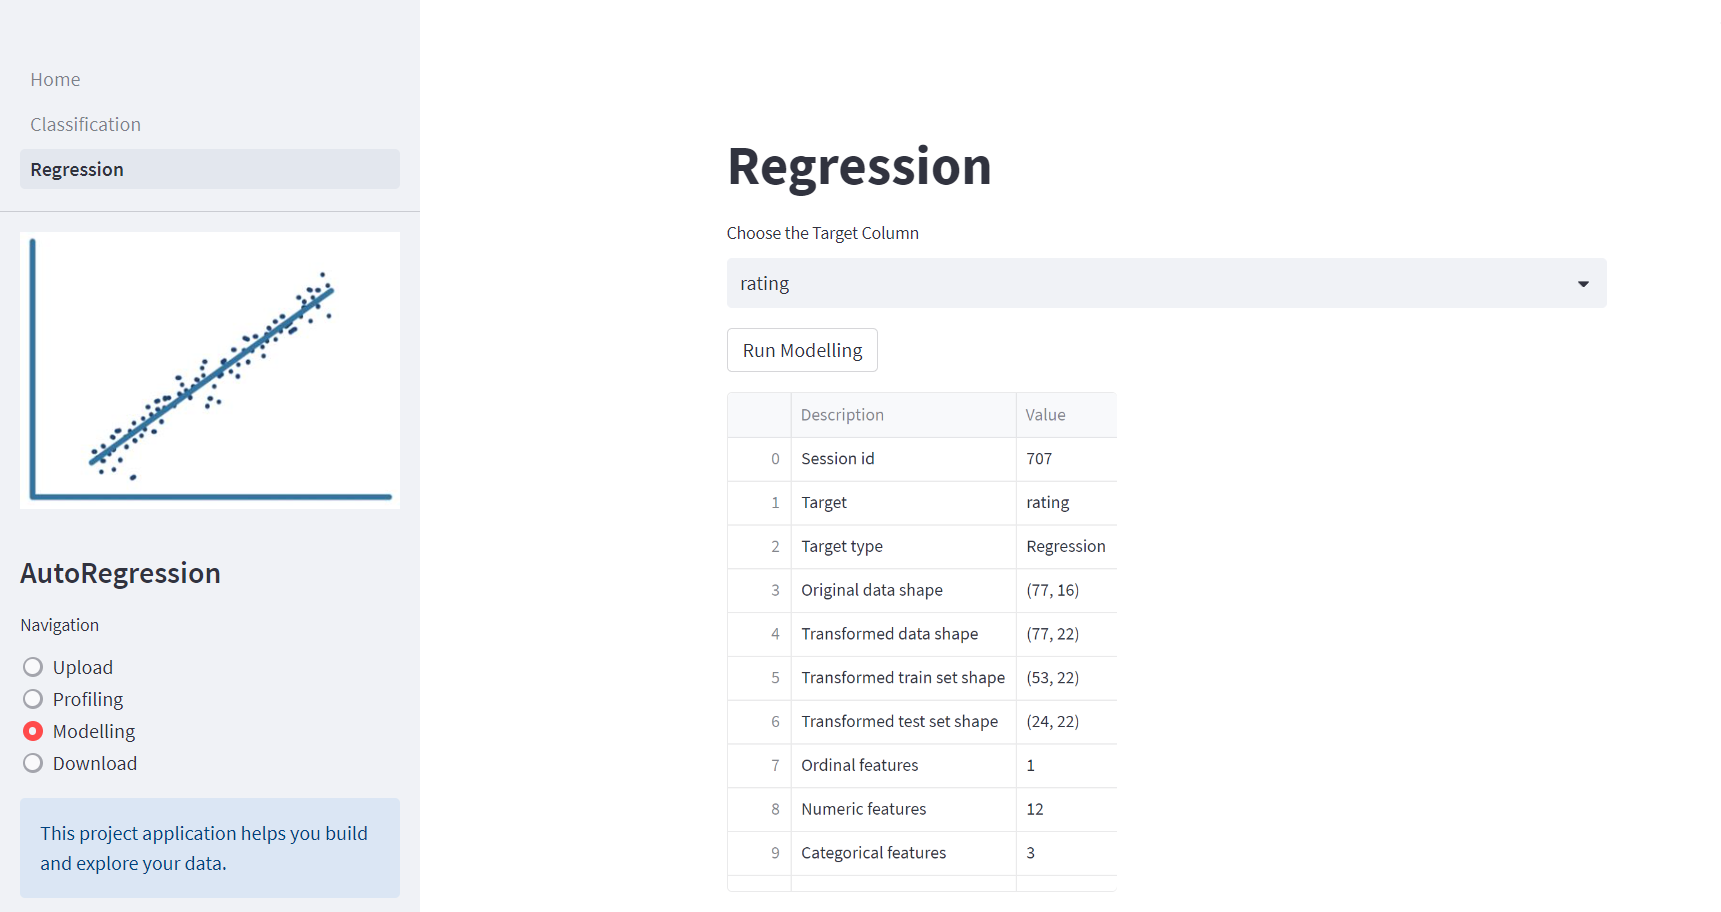 Home
Classification
Regression
AutoRegression
Navigation
Upload
Profiling
Modelling
Download
This project application helps you build
and explore your data.
Regression
Choose the Target Column
rating
Run Modelling
Description Value
0 Session id 707
1 Target rating
2 Target type Regression
3 Original data shape (77, 16)
4 Transformed data shape (77, 22)
5 Transformed train set shape (53, 22)
6 Transformed test set shape (24, 22)
7 Ordinal features 1
8 Numeric features 12
9 Categorical features 3